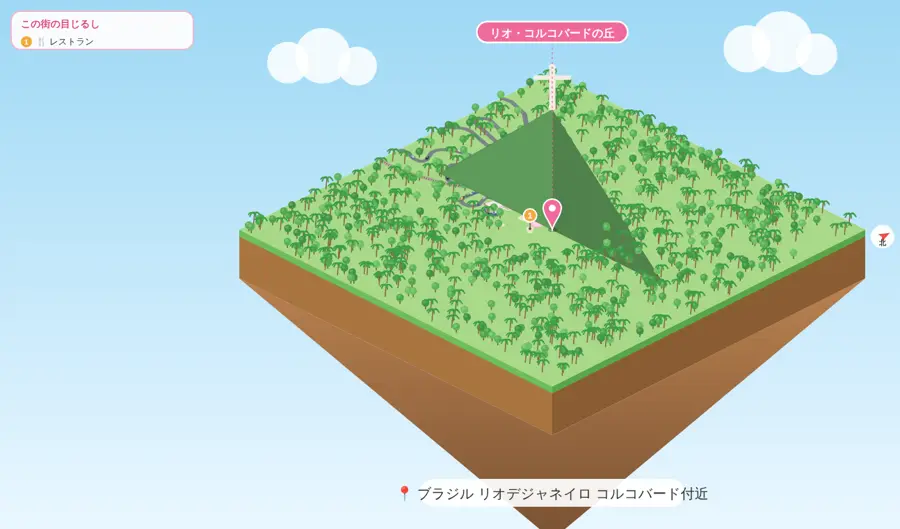 この街の目じるし
1 レストラン
リオ・コルコバードの丘
1
北
ブラジル リオデジャネイロ コルコバード付近